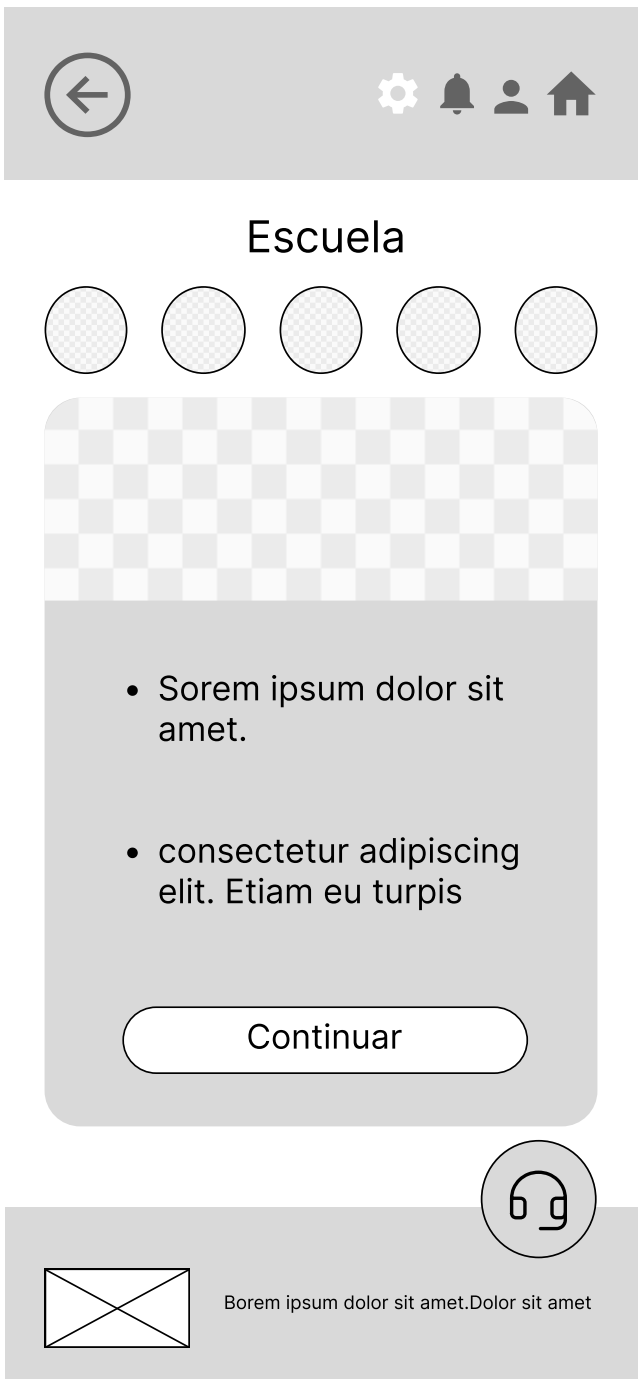 Escuela
• Sorem ipsum dolor sit
amet.
• consectetur adipiscing
elit. Etiam eu turpis
Continuar
Borem ipsum dolor sit amet.Dolor sit amet